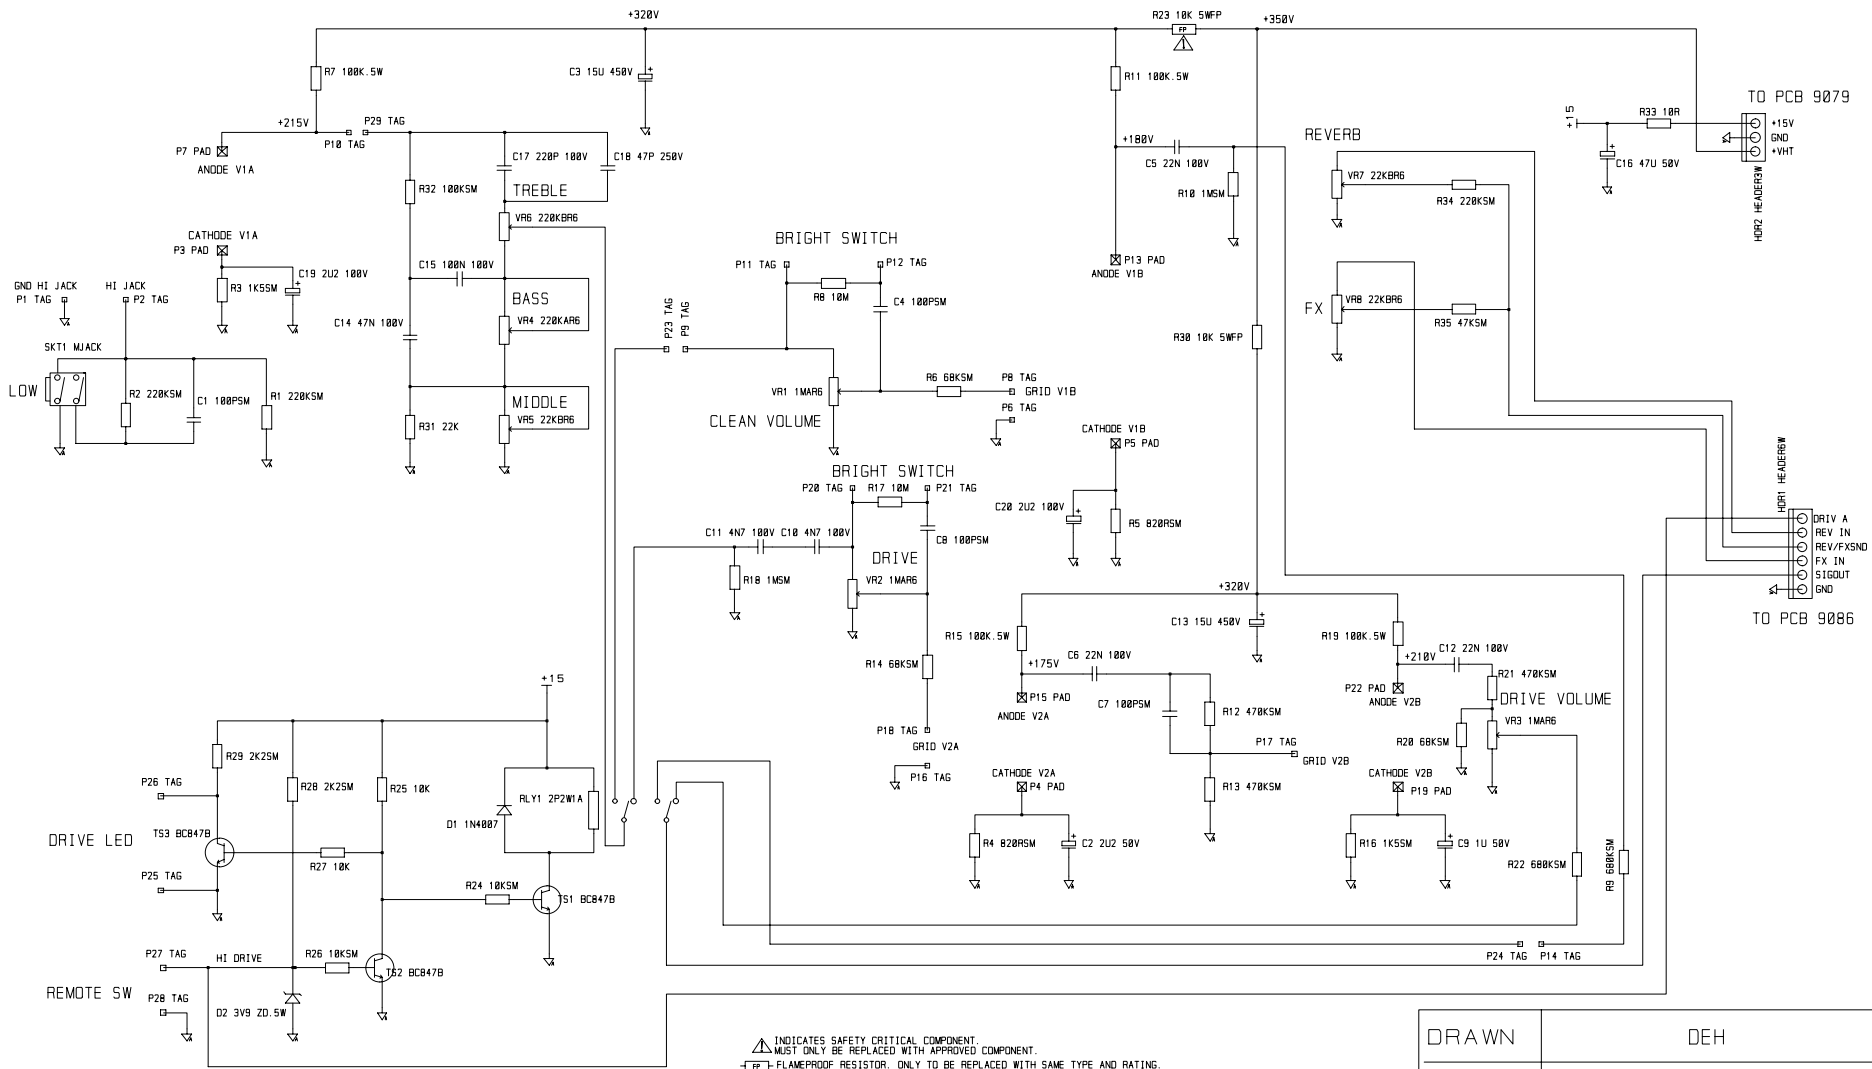 +320V
R23 10K 5WFP
+350V
FP
R7 100K.5W
C3 15U 450V
R11 100K.5W
TO PCB 9079
+15
R33 10R
+15V
GND
+VHT
C16 47U 50V
HDR2 HEADER3W
+215V
P29 TAG
P10 TAG
P7 PAD
ANODE V1A
C17 220P 100V
C18 47P 250V
+180V
C5 22N 100V
R10 1MSM
REVERB
VR7 22KBR6
R34 220KSM
R32 100KSM
TREBLE
VR6 220KBR6
CATHODE V1A
P3 PAD
BRIGHT SWITCH
P11 TAG
P12 TAG
P13 PAD
ANODE V1B
C15 100N 100V
C19 2U2 100V
R3 1K5SM
GND HI JACK
P1 TAG
HI JACK
P2 TAG
R8 10M
C4 100PSM
BASS
VR4 220KAR6
C14 47N 100V
P23 TAG
P9 TAG
FX
VR8 22KBR6
R35 47KSM
R30 10K 5WFP
SKT1 MJACK
LOW
R2 220KSM
C1 100PSM
R1 220KSM
R6 68KSM
P8 TAG
GRID V1B
VR1 1MAR6
P6 TAG
MIDDLE
VR5 22KBR6
R31 22K
CLEAN VOLUME
CATHODE V1B
P5 PAD
BRIGHT SWITCH
P20 TAG
R17 10M
P21 TAG
C20 2U2 100V
R5 820RSM
HDR1 HEADER6W
DRIV A
REV IN
REV/FXSND
FX IN
SIGOUT
GND
TO PCB 9086
C11 4N7 100V
C10 4N7 100V
C8 100PSM
DRIVE
R18 1MSM
VR2 1MAR6
+320V
C13 15U 450V
R15 100K.5W
R19 100K.5W
R14 68KSM
+175V
C6 22N 100V
+210V
C12 22N 100V
R21 470KSM
P15 PAD
ANODE V2A
C7 100PSM
R12 470KSM
P22 PAD
ANODE V2B
DRIVE VOLUME
VR3 1MAR6
R20 68KSM
P18 TAG
GRID V2A
P16 TAG
P17 TAG
GRID V2B
+15
R29 2K2SM
R28 2K2SM
R25 10K
P26 TAG
RLY1 2P2W1A
D1 1N4007
CATHODE V2A
P4 PAD
R13 470KSM
CATHODE V2B
P19 PAD
DRIVE LED
TS3 BC847B
R27 10K
R4 820RSM
C2 2U2 50V
R16 1K5SM
C9 1U 50V
R22 680KSM
R9 680KSM
P25 TAG
R24 10KSM
TS1 BC847B
P27 TAG
HI DRIVE
R26 10KSM
TS2 BC847B
P24 TAG
P14 TAG
REMOTE SW
P28 TAG
D2 3V9 ZD.5W
INDICATES SAFETY CRITICAL COMPONENT.
MUST ONLY BE REPLACED WITH APPROVED COMPONENT.
FP
FLAMEPROOF RESISTOR. ONLY TO BE REPLACED WITH SAME TYPE AND RATING.
DRAWN
DEH